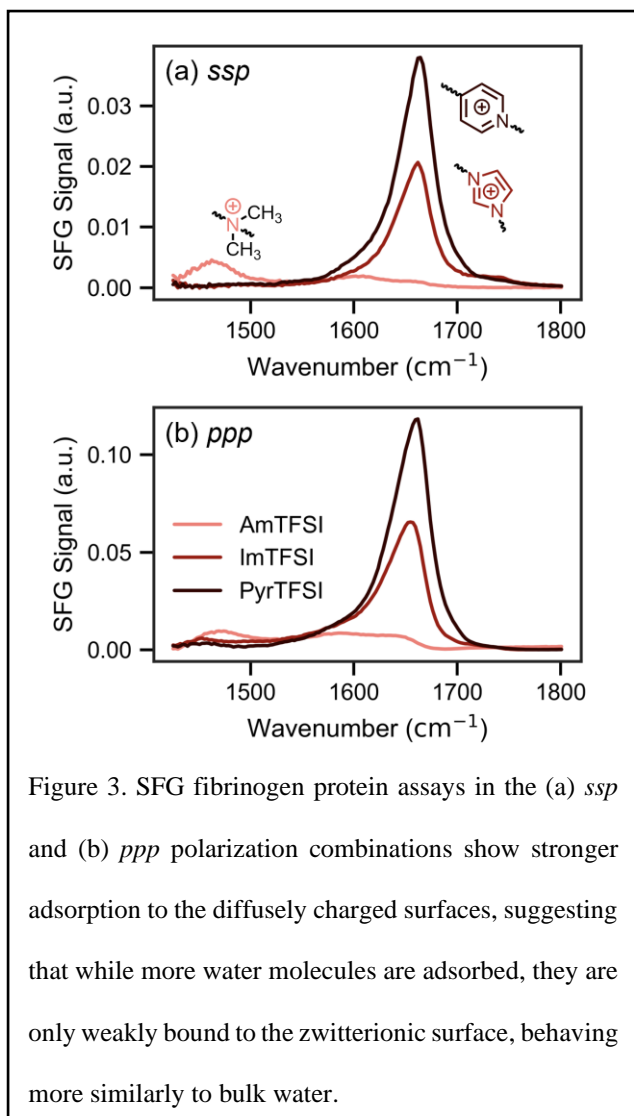 (a) ssp
SFG Signal (a.u.)
0.03
0.02
0.01
0.00
⊕
N
CH3
CH3
⊕
N
N
⊕
N
1500
1600
1700
1800
Wavenumber (cm⁻¹)
(b) ppp
SFG Signal (a.u.)
0.10
0.05
0.00
AmTFSI
ImTFSI
PyrTFSI
1500
1600
1700
1800
Wavenumber (cm⁻¹)
Figure 3. SFG fibrinogen protein assays in the (a) ssp
and (b) ppp polarization combinations show stronger
adsorption to the diffusely charged surfaces, suggesting
that while more water molecules are adsorbed, they are
only weakly bound to the zwitterionic surface, behaving
more similarly to bulk water.